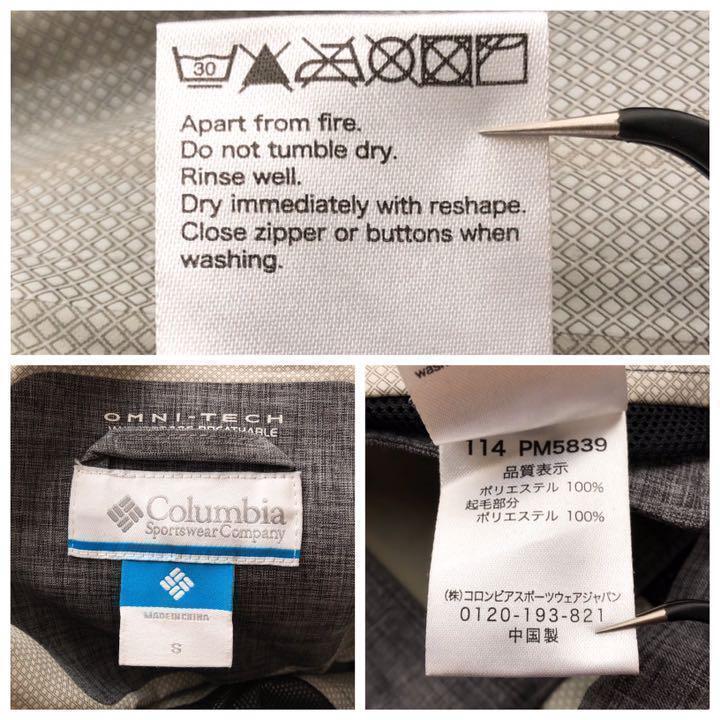 30
Apart from fire.
Do not tumble dry.
Rinse well.
Dry immediately with reshape.
Close zipper or buttons when
washing.
OMNI-TECH
BREATHABLE
Columbia
Sportswear Company
MADE IN CHINA
S
114 PM5839
品質表示
ポリエステル 100%
起毛部分
ポリエステル 100%
(株)コロンビアスポーツウェアジャパン
0120-193-821
中国製